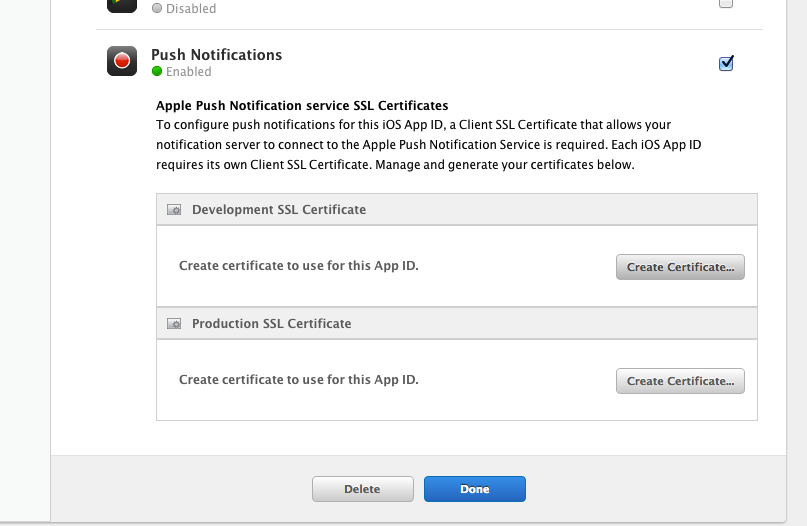 Disabled
Push Notifications
Enabled
Apple Push Notification service SSL Certificates
To configure push notifications for this iOS App ID, a Client SSL Certificate that allows your
notification server to connect to the Apple Push Notification Service is required. Each iOS App ID
requires its own Client SSL Certificate. Manage and generate your certificates below.
Development SSL Certificate
Create certificate to use for this App ID.
Create Certificate...
Production SSL Certificate
Create certificate to use for this App ID.
Create Certificate...
Delete
Done